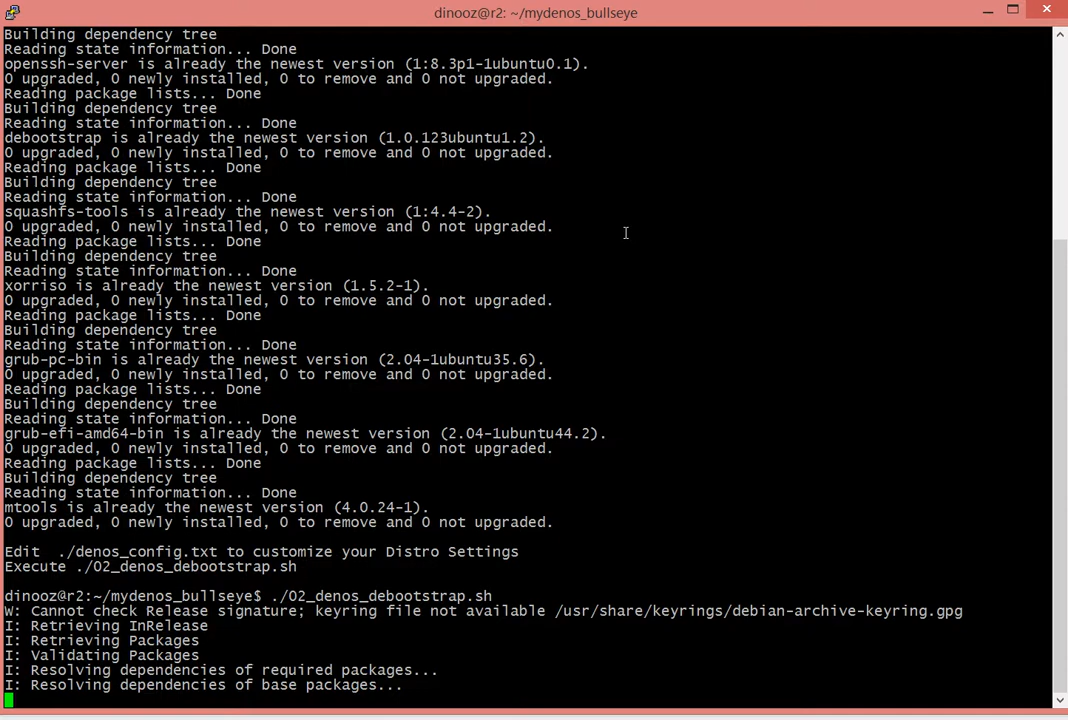 dinooz@r2: ~/mydenos_bullseye
Building dependency tree
Reading state information... Done
openssh-server is already the newest version (1:8.3p1-1ubuntu0.1).
0 upgraded, 0 newly installed, 0 to remove and 0 not upgraded.
Reading package lists... Done
Building dependency tree
Reading state information... Done
debootstrap is already the newest version (1.0.123ubuntu1.2).
0 upgraded, 0 newly installed, 0 to remove and 0 not upgraded.
Reading package lists... Done
Building dependency tree
Reading state information... Done
squashfs-tools is already the newest version (1:4.4-2).
0 upgraded, 0 newly installed, 0 to remove and 0 not upgraded.
Reading package lists... Done
Building dependency tree
Reading state information... Done
xorriso is already the newest version (1.5.2-1).
0 upgraded, 0 newly installed, 0 to remove and 0 not upgraded.
Reading package lists... Done
Building dependency tree
Reading state information... Done
grub-pc-bin is already the newest version (2.04-1ubuntu35.6).
0 upgraded, 0 newly installed, 0 to remove and 0 not upgraded.
Reading package lists... Done
Building dependency tree
Reading state information... Done
grub-efi-amd64-bin is already the newest version (2.04-1ubuntu44.2).
0 upgraded, 0 newly installed, 0 to remove and 0 not upgraded.
Reading package lists... Done
Building dependency tree
Reading state information... Done
mtools is already the newest version (4.0.24-1).
0 upgraded, 0 newly installed, 0 to remove and 0 not upgraded.
Edit  ./denos_config.txt to customize your Distro Settings
Execute ./02_denos_debootstrap.sh
dinooz@r2:~/mydenos_bullseye$ ./02_denos_debootstrap.sh
W: Cannot check Release signature; keyring file not available /usr/share/keyrings/debian-archive-keyring.gpg
I: Retrieving InRelease
I: Retrieving Packages
I: Validating Packages
I: Resolving dependencies of required packages...
I: Resolving dependencies of base packages...